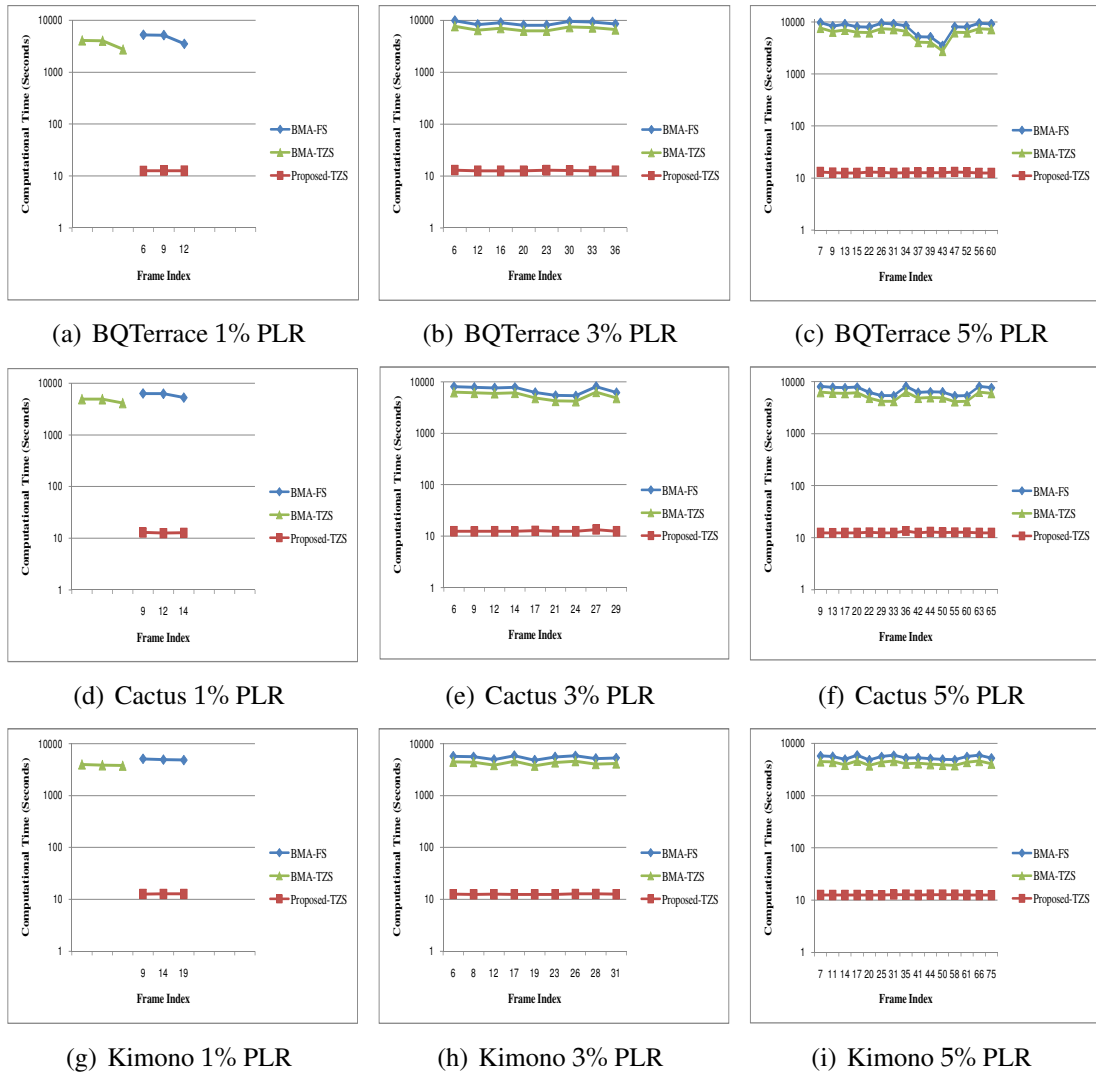 10000
1000
100
10
1
Computational Time (Seconds)
6 9 12
Frame Index
BMA-FS
BMA-TZS
Proposed-TZS
(a) BQTerrace 1% PLR
10000
1000
100
10
1
Computational Time (Seconds)
6 12 16 20 23 30 33 36
Frame Index
BMA-FS
BMA-TZS
Proposed-TZS
(b) BQTerrace 3% PLR
10000
1000
100
10
1
Computational Time (Seconds)
7 9 13 15 22 26 31 34 37 39 43 47 52 56 60
Frame Index
BMA-FS
BMA-TZS
Proposed-TZS
(c) BQTerrace 5% PLR
10000
1000
100
10
1
Computational Time (Seconds)
9 12 14
Frame Index
BMA-FS
BMA-TZS
Proposed-TZS
(d) Cactus 1% PLR
10000
1000
100
10
1
Computational Time (Seconds)
6 9 12 14 17 21 24 27 29
Frame Index
BMA-FS
BMA-TZS
Proposed-TZS
(e) Cactus 3% PLR
10000
1000
100
10
1
Computational Time (Seconds)
9 13 17 20 22 29 33 36 42 44 50 55 60 63 65
Frame Index
BMA-FS
BMA-TZS
Proposed-TZS
(f) Cactus 5% PLR
10000
1000
100
10
1
Computational Time (Seconds)
9 14 19
Frame Index
BMA-FS
BMA-TZS
Proposed-TZS
(g) Kimono 1% PLR
10000
1000
100
10
1
Computational Time (Seconds)
6 8 12 17 19 23 26 28 31
Frame Index
BMA-FS
BMA-TZS
Proposed-TZS
(h) Kimono 3% PLR
10000
1000
100
10
1
Computational Time (Seconds)
7 11 14 17 20 25 31 35 41 44 50 58 61 66 75
Frame Index
BMA-FS
BMA-TZS
Proposed-TZS
(i) Kimono 5% PLR